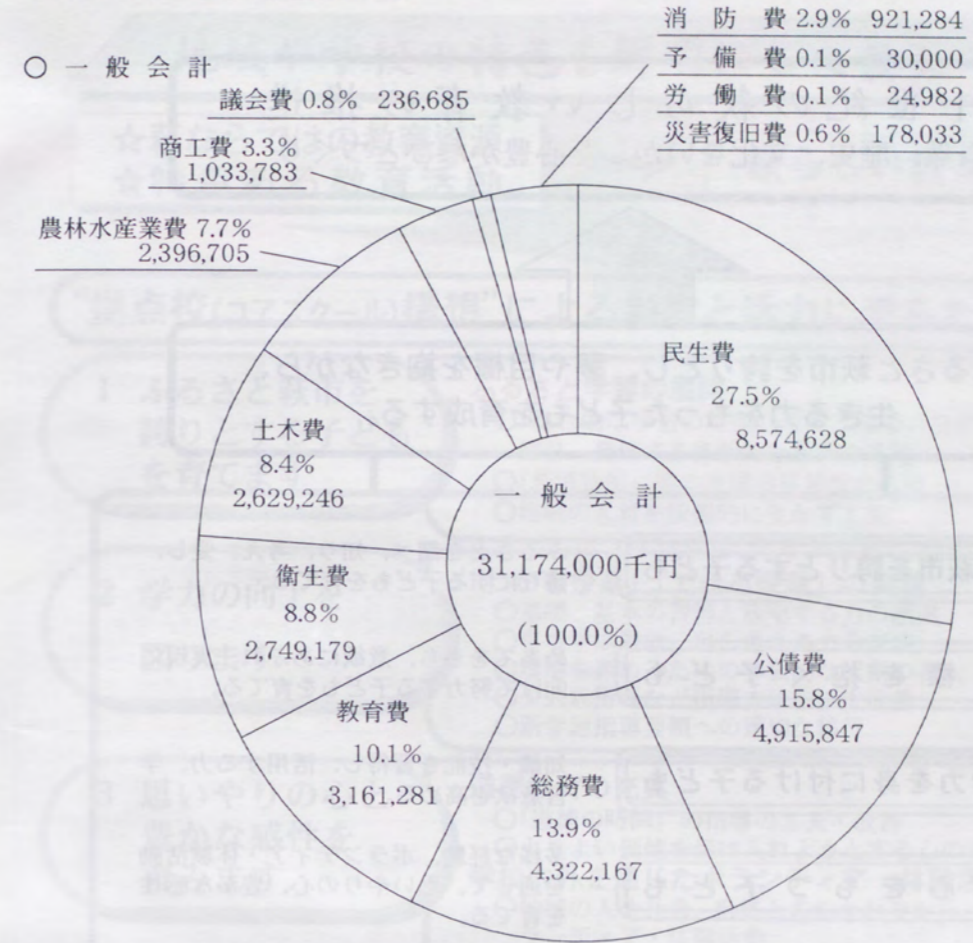 消防費 2.9% 921,284
予備費 0.1% 30,000
労働費 0.1% 24,982
災害復旧費 0.6% 178,033
○ 一般会計
議会費 0.8% 236,685
商工費 3.3%
1,033,783
農林水産業費 7.7%
2,396,705
民生費
27.5%
8,574,628
土木費
8.4%
2,629,246
一般会計
31,174,000千円
(100.0%)
衛生費
8.8%
2,749,179
公債費
15.8%
4,915,847
教育費
10.1%
3,161,281
総務費
13.9%
4,322,167